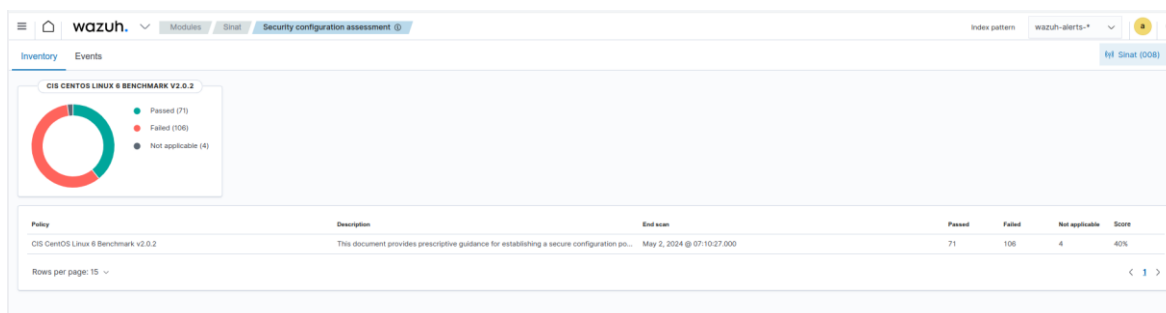 wazuh. Modules Sinat Security configuration assessment Index pattern wazuh-alerts-* a
Inventory Events Sinat (008)
CIS CENTOS LINUX 6 BENCHMARK V2.0.2
Passed (71)
Failed (106)
Not applicable (4)
Policy Description End scan Passed Failed Not applicable Score
CIS CentOS Linux 6 Benchmark v2.0.2 This document provides prescriptive guidance for establishing a secure configuration po... May 2, 2024 @ 07:10:27.000 71 106 4 40%
Rows per page: 15 < 1 >